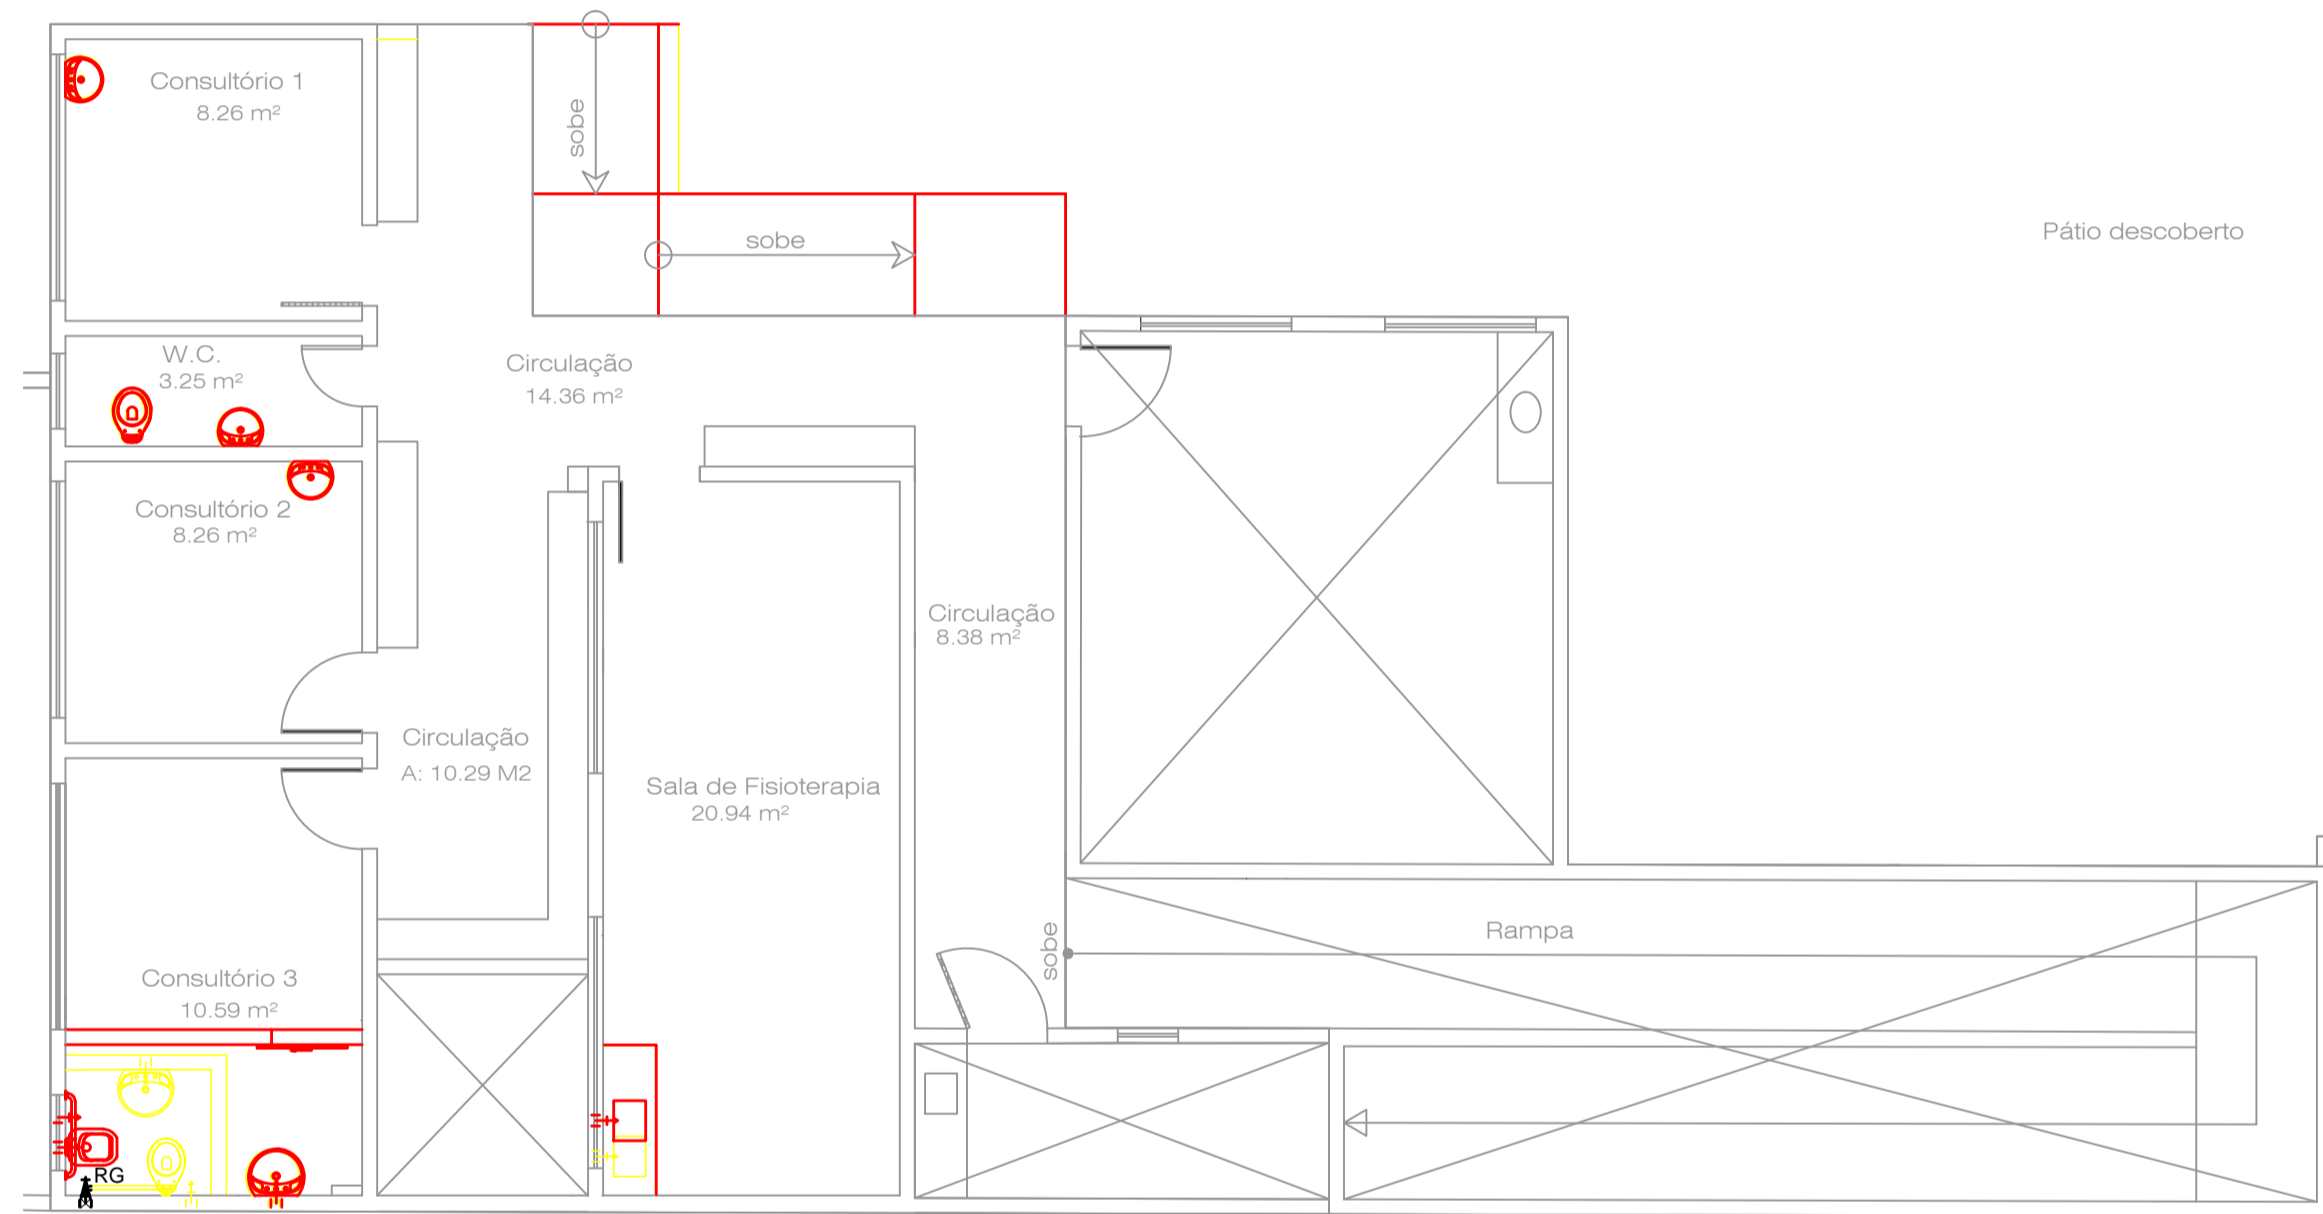 Consultório 1
8.26 m²
sobe
sobe
Pátio descoberto
W.C.
3.25 m²
Circulação
14.36 m²
Consultório 2
8.26 m²
Circulação
8.38 m²
Circulação
A: 10.29 M2
Sala de Fisioterapia
20.94 m²
sobe
Rampa
Consultório 3
10.59 m²
RG